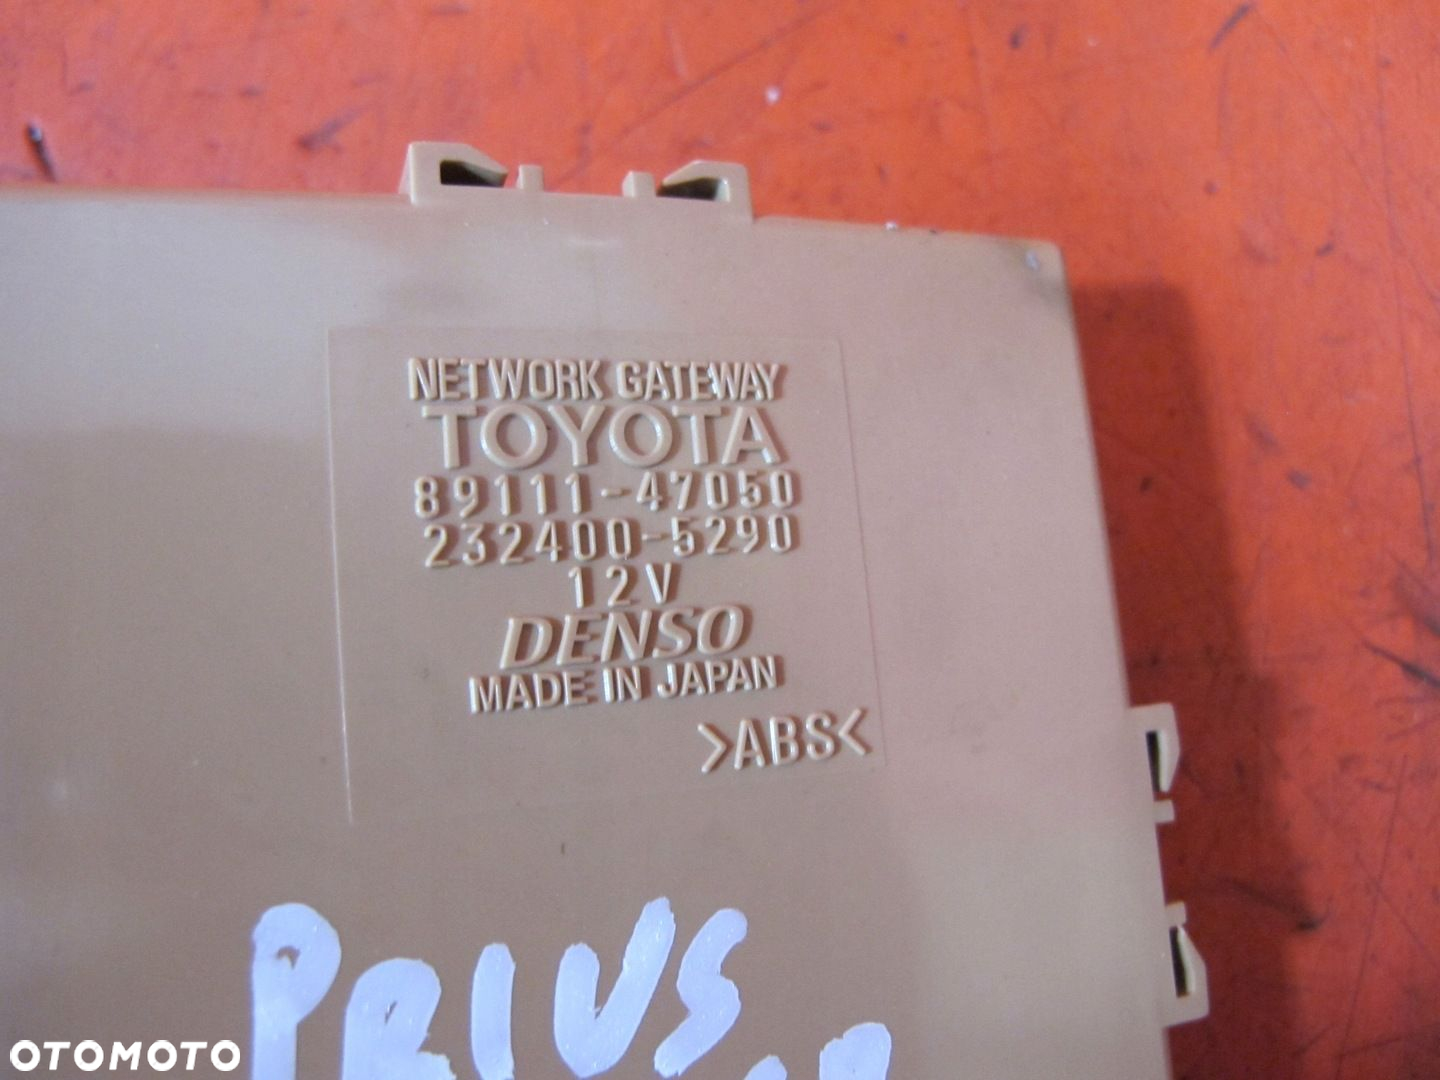 NETWORK GATEWAY
TOYOTA
89111-47050
232400-5290
12V
DENSO
MADE IN JAPAN
>ABS<
PRIUS
OTOMOTO